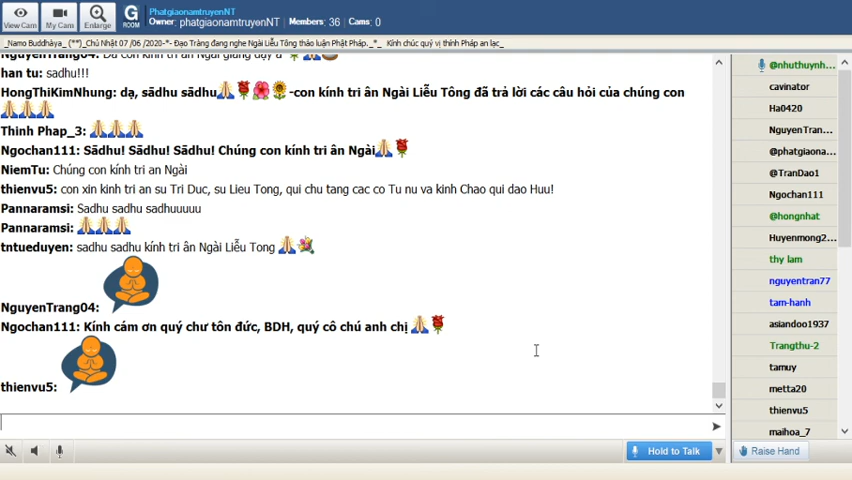 View Cam
My Cam
Enlarge
G
ROOM
PhatgiaonamtruyenNT
Owner: phatgiaonamtruyenNT | Members: 36 | Cams: 0
_Namo Buddhàya_ (**)_Chủ Nhật 07 /06 /2020-*- Đạo Tràng đang nghe Ngài Liễu Tông thảo luận Phật Pháp._*_ Kính chúc quý vị thính Pháp an lạc_
han tu: sadhu!!!
HongThiKimNhung: dạ, sādhu sādhu -con kính tri ân Ngài Liễu Tông đã trả lời các câu hỏi của chúng con
Thinh Phap_3:
Ngochan111: Sādhu! Sādhu! Sādhu! Chúng con kính tri ân Ngài
NiemTu: Chúng con kính tri an Ngài
thienvu5: con xin kinh tri an su Tri Duc, su Lieu Tong, qui chu tang cac co Tu nu va kinh Chao qui dao Huu!
Pannaramsi: Sadhu sadhu sadhuuuuu
Pannaramsi:
tntueduyen: sadhu sadhu kính tri ân Ngài Liễu Tong
NguyenTrang04:
Ngochan111: Kính cám ơn quý chư tôn đức, BDH, quý cô chú anh chị
thienvu5:
@nhuthuynh...
cavinator
Ha0420
NguyenTran...
@phatgiaona...
@TranDao1
Ngochan111
@hongnhat
Huyenmong2...
thy lam
nguyentran77
tam-hanh
asiandoo1937
Trangthu-2
tamuy
metta20
thienvu5
maihoa_7
Hold to Talk
Raise Hand